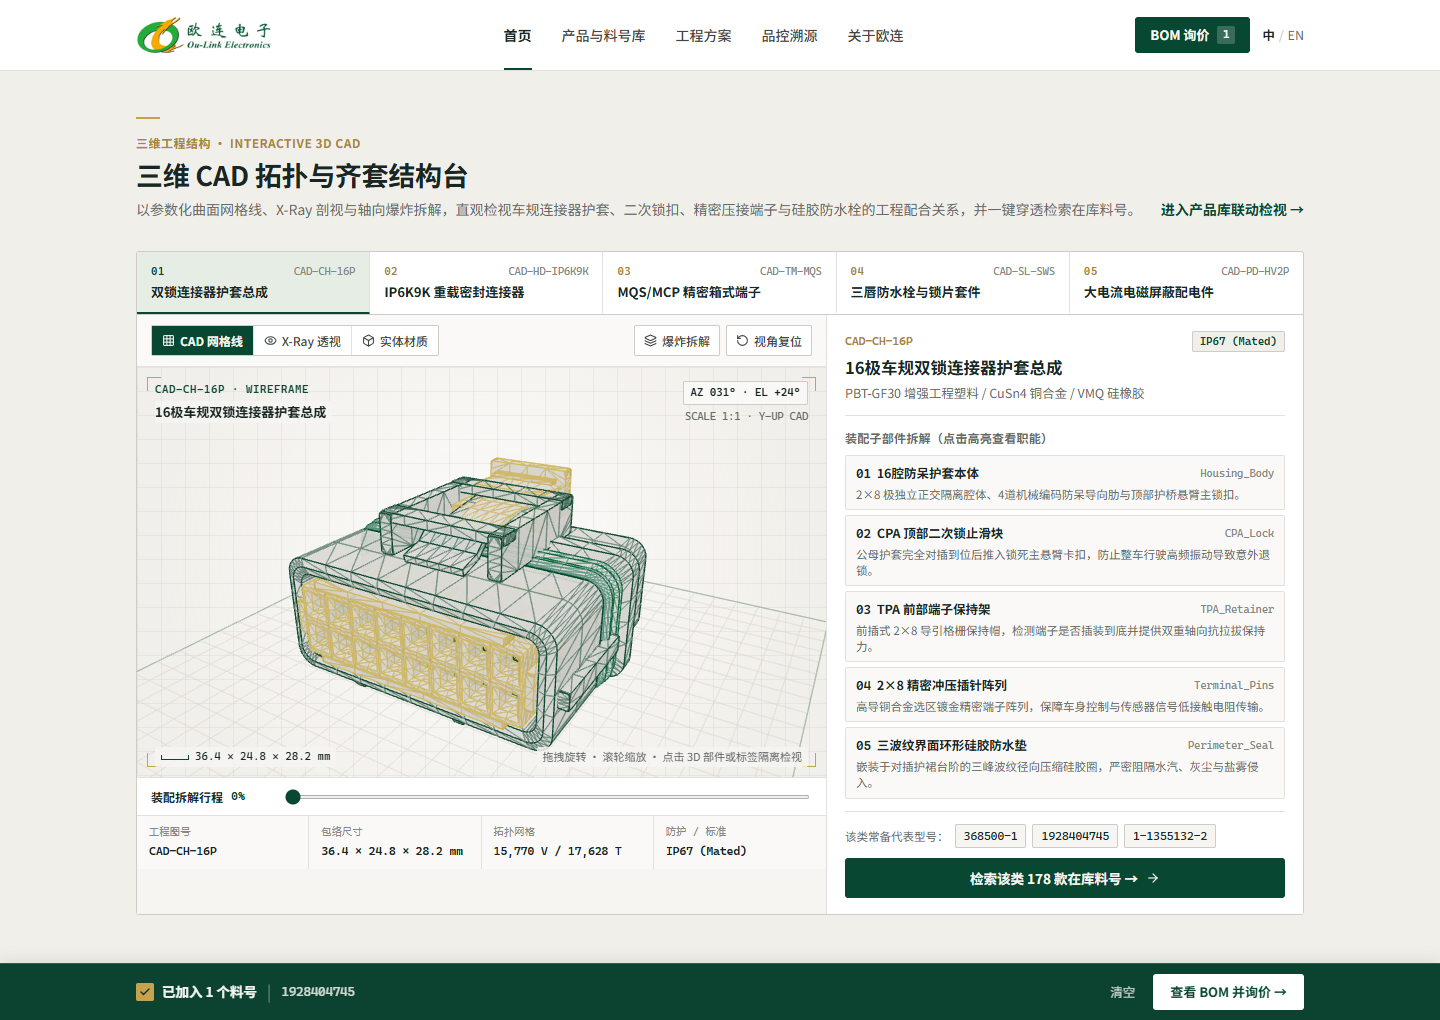 欧连电子
Ou-Link Electronics
首页
产品与料号库
工程方案
品控溯源
关于欧连
BOM 询价 1
中 / EN
三维工程结构 • INTERACTIVE 3D CAD
三维 CAD 拓扑与齐套结构台
以参数化曲面网格线、X-Ray 剖视与轴向爆炸拆解，直观检视车规连接器护套、二次锁扣、精密压接端子与硅胶防水栓的工程配合关系，并一键穿透检索在库料号。
进入产品库联动检视 →
01 CAD-CH-16P
双锁连接器护套总成
02 CAD-HD-IP6K9K
IP6K9K 重载密封连接器
03 CAD-TM-MQS
MQS/MCP 精密箱式端子
04 CAD-SL-SWS
三唇防水栓与锁片套件
05 CAD-PD-HV2P
大电流电磁屏蔽配电件
CAD 网格线
X-Ray 透视
实体材质
爆炸拆解
视角复位
CAD-CH-16P · WIREFRAME
16极车规双锁连接器护套总成
AZ 031° · EL +24°
SCALE 1:1 · Y-UP CAD
36.4 × 24.8 × 28.2 mm
拖拽旋转 • 滚轮缩放 • 点击 3D 部件或标签隔离检视
装配拆解行程 0%
工程图号
CAD-CH-16P
包络尺寸
36.4 × 24.8 × 28.2 mm
拓扑网格
15,770 V / 17,628 T
防护 / 标准
IP67 (Mated)
CAD-CH-16P
IP67 (Mated)
16极车规双锁连接器护套总成
PBT-GF30 增强工程塑料 / CuSn4 铜合金 / VMQ 硅橡胶
装配子部件拆解（点击高亮查看职能）
01 16腔防呆护套本体 Housing_Body
2×8 极独立正交隔离腔体、4道机械编码防呆导向肋与顶部护桥悬臂主锁扣。
02 CPA 顶部二次锁止滑块 CPA_Lock
公母护套完全对插到位后推入锁死主悬臂卡扣，防止整车行驶高频振动导致意外退
锁。
03 TPA 前部端子保持架 TPA_Retainer
前插式 2×8 导引格栅保持帽，检测端子是否插装到底并提供双重轴向抗拉拔保持
力。
04 2×8 精密冲压插针阵列 Terminal_Pins
高导铜合金选区镀金精密端子阵列，保障车身控制与传感器信号低接触电阻传输。
05 三波纹界面环形硅胶防水垫 Perimeter_Seal
嵌装于对插护裙台阶的三峰波纹径向压缩硅胶圈，严密阻隔水汽、灰尘与盐雾侵
入。
该类常备代表型号： 368500-1 1928404745 1-1355132-2
检索该类 178 款在库料号 → →
已加入 1 个料号 1928404745
清空
查看 BOM 并询价 →